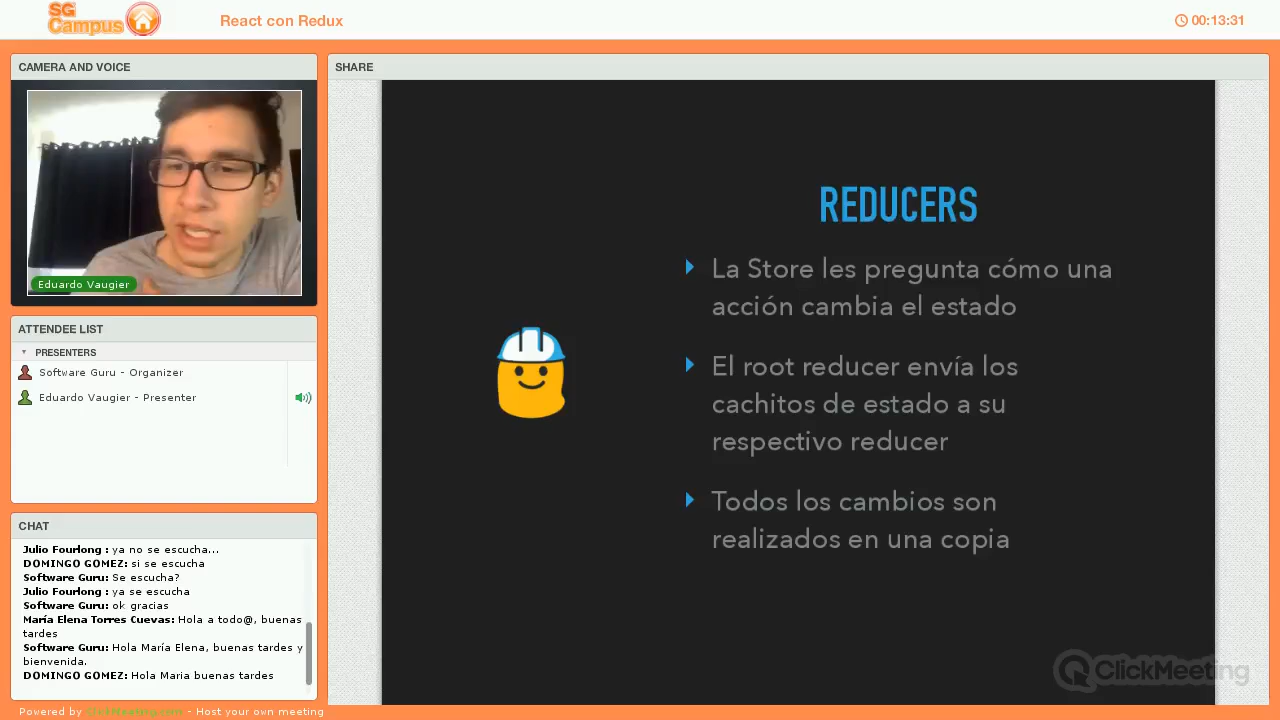 SG
Campus
React con Redux
00:13:31
CAMERA AND VOICE
Eduardo Vaugier
ATTENDEE LIST
PRESENTERS
Software Guru - Organizer
Eduardo Vaugier - Presenter
CHAT
Julio Fourlong : ya no se escucha...
DOMINGO GOMEZ: si se escucha
Software Guru: Se escucha?
Julio Fourlong : ya se escucha
Software Guru: ok gracias
María Elena Torres Cuevas: Hola a todo@, buenas
tardes
Software Guru: Hola María Elena, buenas tardes y
bienvenida.
DOMINGO GOMEZ: Hola Maria buenas tardes
Powered by ClickMeeting.com - Host your own meeting
SHARE
REDUCERS
La Store les pregunta cómo una
acción cambia el estado
El root reducer envía los
cachitos de estado a su
respectivo reducer
Todos los cambios son
realizados en una copia
ClickMeeting